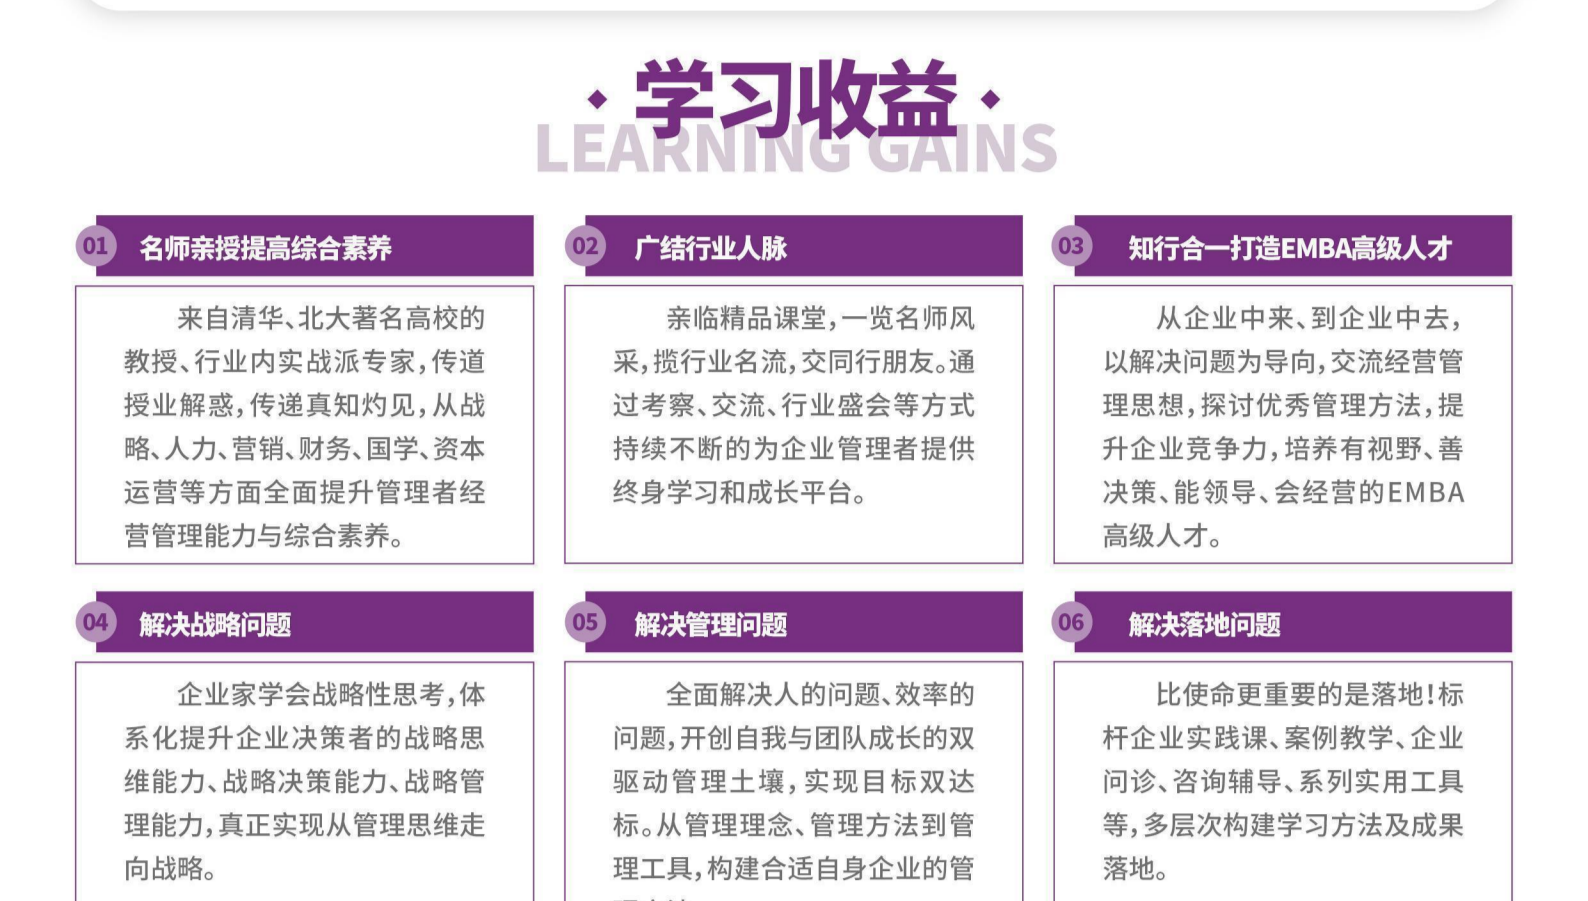 学习收益
LEARNING GAINS
01 名师亲授提高综合素养
来自清华、北大著名高校的
教授、行业内实战派专家，传道
授业解惑，传递真知灼见，从战
略、人力、营销、财务、国学、资本
运营等方面全面提升管理者经
营管理能力与综合素养。
02 广结行业人脉
亲临精品课堂，一览名师风
采，揽行业名流，交同行朋友。通
过考察、交流、行业盛会等方式
持续不断的为企业管理者提供
终身学习和成长平台。
03 知行合一打造EMBA高级人才
从企业中来、到企业中去，
以解决问题为导向，交流经营管
理思想，探讨优秀管理方法，提
升企业竞争力，培养有视野、善
决策、能领导、会经营的EMBA
高级人才。
04 解决战略问题
企业家学会战略性思考，体
系化提升企业决策者的战略思
维能力、战略决策能力、战略管
理能力，真正实现从管理思维走
向战略。
05 解决管理问题
全面解决人的问题、效率的
问题，开创自我与团队成长的双
驱动管理土壤，实现目标双达
标。从管理理念、管理方法到管
理工具，构建合适自身企业的管
06 解决落地问题
比使命更重要的是落地！标
杆企业实践课、案例教学、企业
问诊、咨询辅导、系列实用工具
等，多层次构建学习方法及成果
落地。